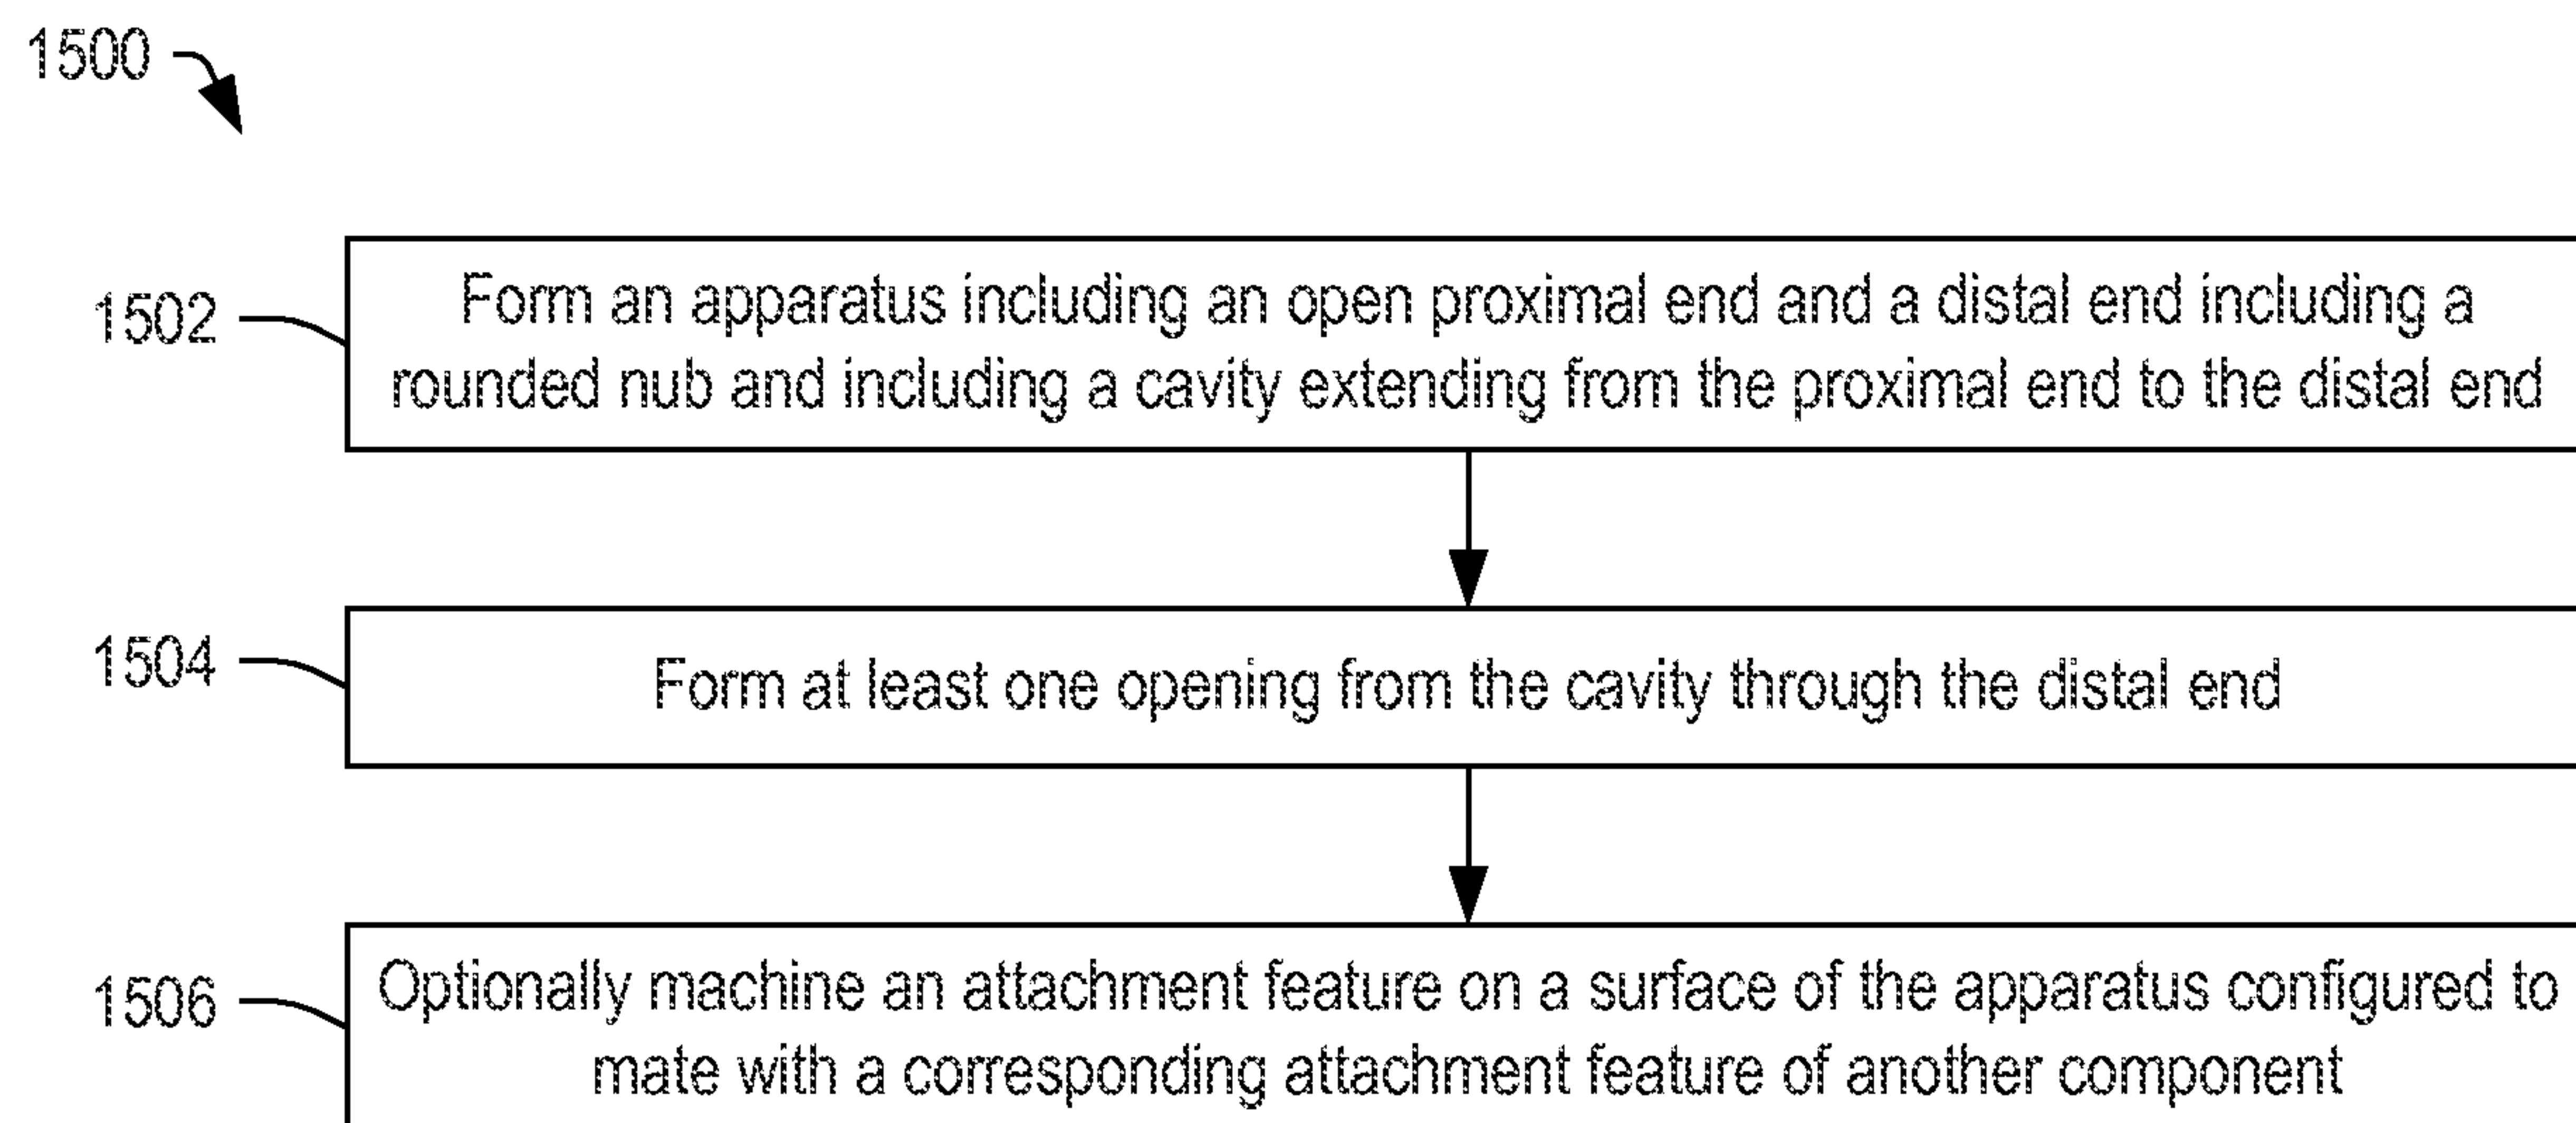 1500
1502
Form an apparatus including an open proximal end and a distal end including a
rounded nub and including a cavity extending from the proximal end to the distal end
1504
Form at least one opening from the cavity through the distal end
1506
Optionally machine an attachment feature on a surface of the apparatus configured to
mate with a corresponding attachment feature of another component